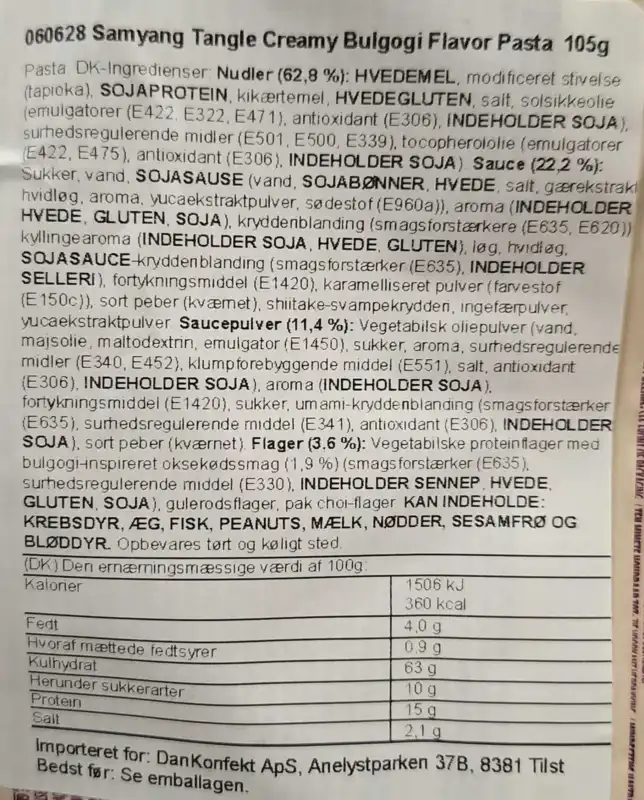 060628 Samyang Tangle Creamy Bulgogi Flavor Pasta 105g
Pasta. DK-Ingredienser: Nudler (62,8 %): HVEDEMEL, modificeret stivelse
(tapioka), SOJAPROTEIN, kikærtemel, HVEDEGLUTEN, salt, solsikkeolie
(emulgatorer (E422, E322, E471), antioxidant (E306), INDEHOLDER SOJA),
surhedsregulerende midler (E501, E500, E339), tocopherololie (emulgatorer
(E422, E475), antioxidant (E306), INDEHOLDER SOJA). Sauce (22,2 %):
Sukker, vand, SOJASAUSE (vand, SOJABØNNER, HVEDE, salt, gærekstrakt
hvidløg, aroma, yucaekstraktpulver, sødestof (E960a)), aroma (INDEHOLDER
HVEDE, GLUTEN, SOJA), kryddenblanding (smagsforstærkere (E635, E620))
kyllingearoma (INDEHOLDER SOJA, HVEDE, GLUTEN), løg, hvidløg,
SOJASAUCE-kryddenblanding (smagsforstærker (E635), INDEHOLDER
SELLERI), fortykningsmiddel (E1420), karamelliseret pulver (farvestof
(E150c)), sort peber (kværnet), shiitake-svampekrydderi, ingefærpulver,
yucaekstraktpulver. Saucepulver (11,4 %): Vegetabilsk oliepulver (vand,
majsolie, maltodextrin, emulgator (E1450), sukker, aroma, surhedsregulerende
midler (E340, E452), klumpforebyggende middel (E551), salt, antioxidant
(E306), INDEHOLDER SOJA), aroma (INDEHOLDER SOJA),
fortykningsmiddel (E1420), sukker, umami-kryddenblanding (smagsforstærker
(E635), surhedsregulerende middel (E341), antioxidant (E306), INDEHOLDER
SOJA), sort peber (kværnet). Flager (3,6 %): Vegetabilske proteinflager med
bulgogi-inspireret oksekødssmag (1,9 %) (smagsforstærker (E635),
surhedsregulerende middel (E330), INDEHOLDER SENNEP, HVEDE,
GLUTEN, SOJA), gulerodsflager, pak choi-flager KAN INDEHOLDE:
KREBSDYR, ÆG, FISK, PEANUTS, MÆLK, NØDDER, SESAMFRØ OG
BLØDDYR. Opbevares tørt og køligt sted.
(DK) Den ernærningsmæssige værdi af 100g:
Kalorier 1506 kJ
360 kcal
Fedt 4,0 g
Hvoraf mættede fedtsyrer 0,9 g
Kulhydrat 63 g
Herunder sukkerarter 10 g
Protein 15 g
Salt 2,1 g
Importeret for: DanKonfekt ApS, Anelystparken 37B, 8381 Tilst
Bedst før: Se emballagen.